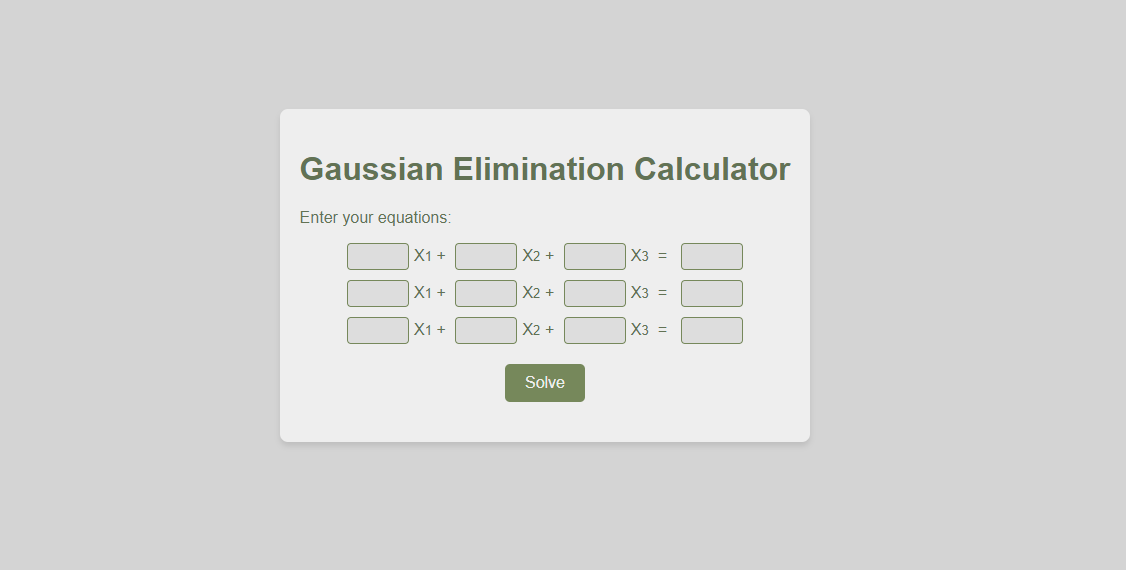 Gaussian Elimination Calculator
Enter your equations:
X1 + X2 + X3 =
X1 + X2 + X3 =
X1 + X2 + X3 =
Solve